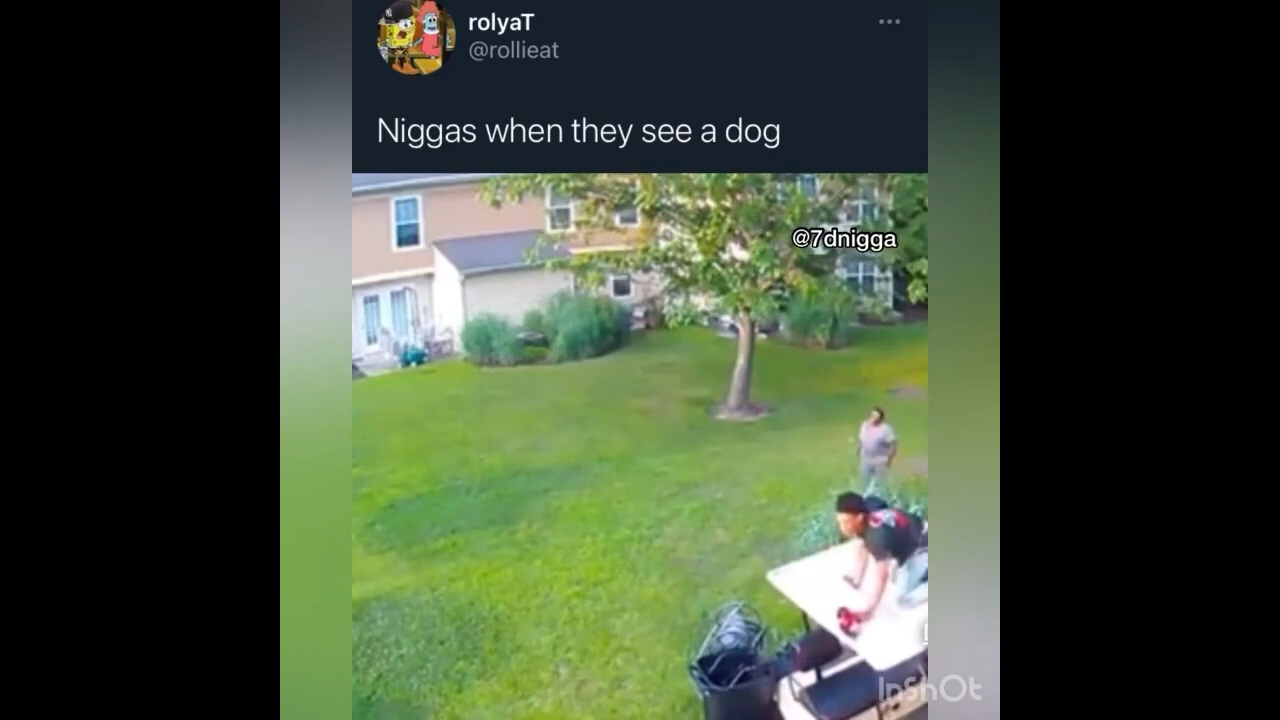 rolyaT
@rollieat
Niggas when they see a dog
@7dnigga
InShOt